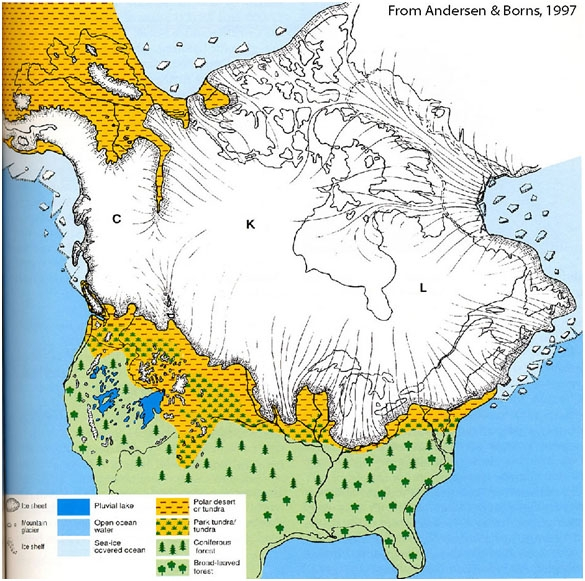 From Andersen & Borns, 1997
C
K
L
Ice sheet
Mountain
glacier
Ice shelf
Pluvial lake
Open ocean
water
Sea-ice
covered ocean
Polar desert
or tundra
Park tundra/
tundra
Coniferous
forest
Broad-leaved
forest